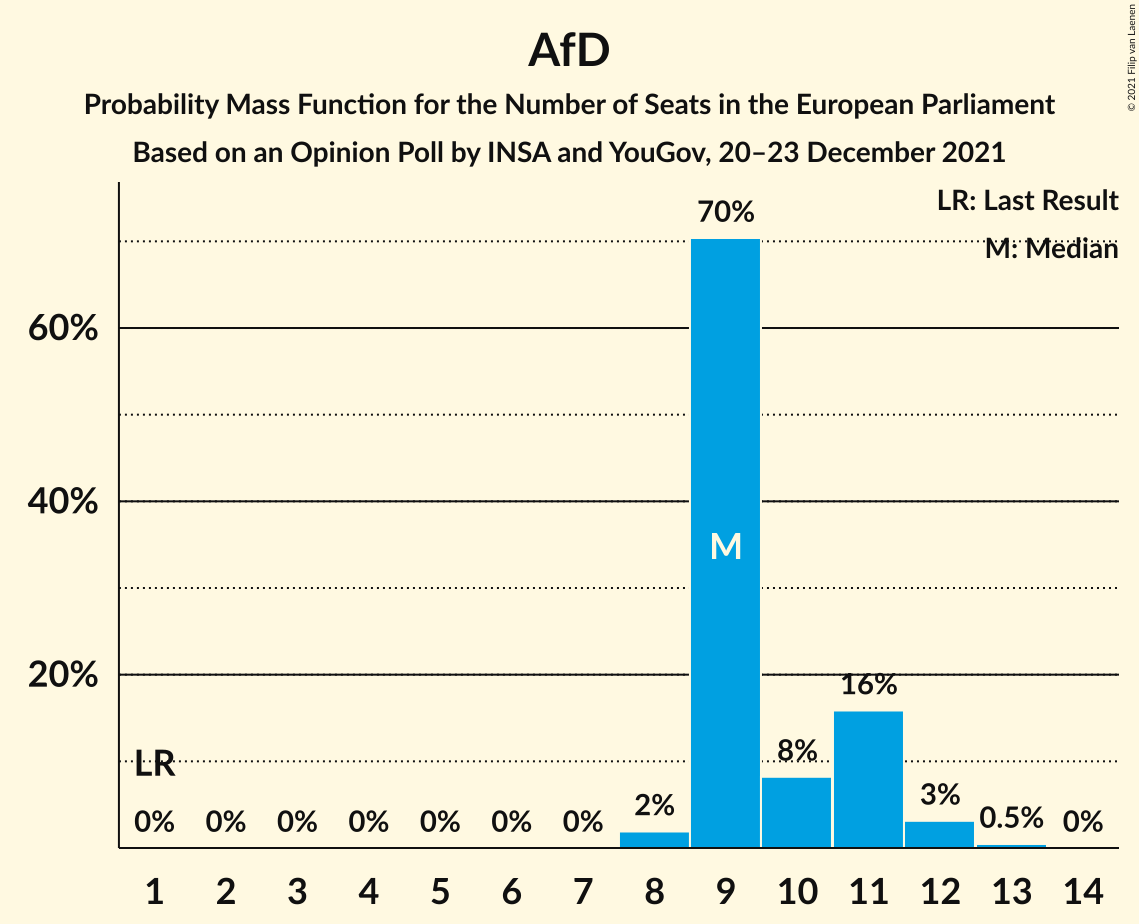 AfD
Probability Mass Function for the Number of Seats in the European Parliament
Based on an Opinion Poll by INSA and YouGov, 20–23 December 2021
© 2021 Filip van Laenen
LR: Last Result
M: Median
70%
60%
40%
M
20%
16%
LR
8%
3%
2%
0% 0% 0% 0% 0% 0% 0% 0.5% 0%
1 2 3 4 5 6 7 8 9 10 11 12 13 14